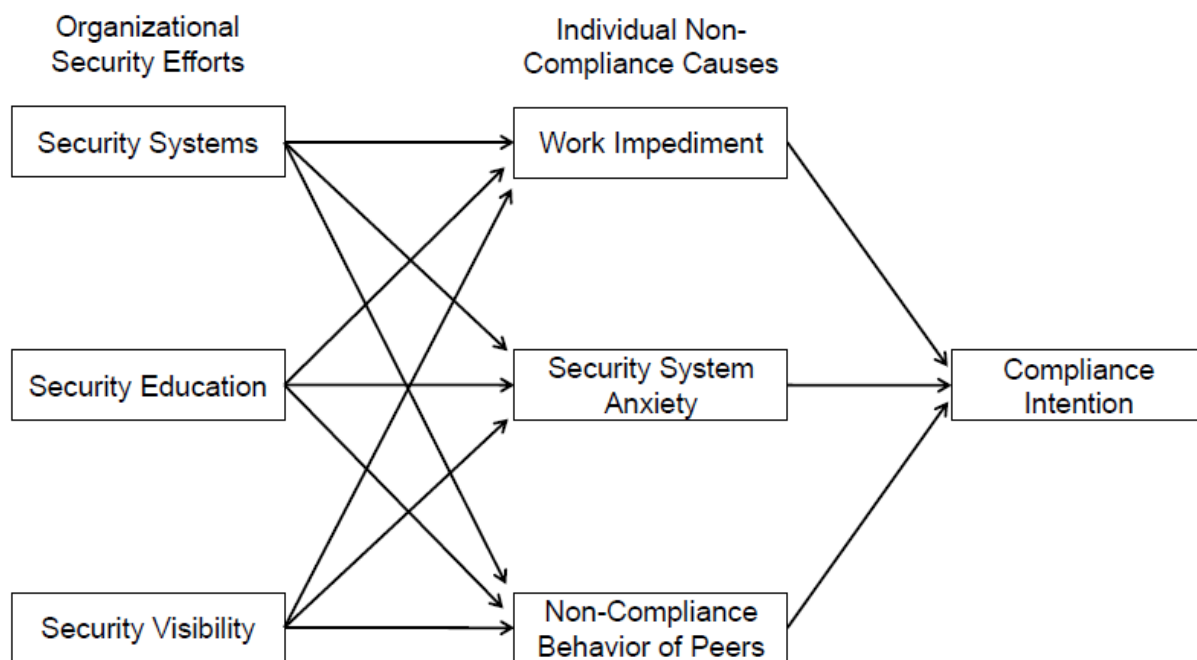 Organizational
Security Efforts
Individual Non-
Compliance Causes
Security Systems
Work Impediment
Security Education
Security System
Anxiety
Compliance
Intention
Security Visibility
Non-Compliance
Behavior of Peers